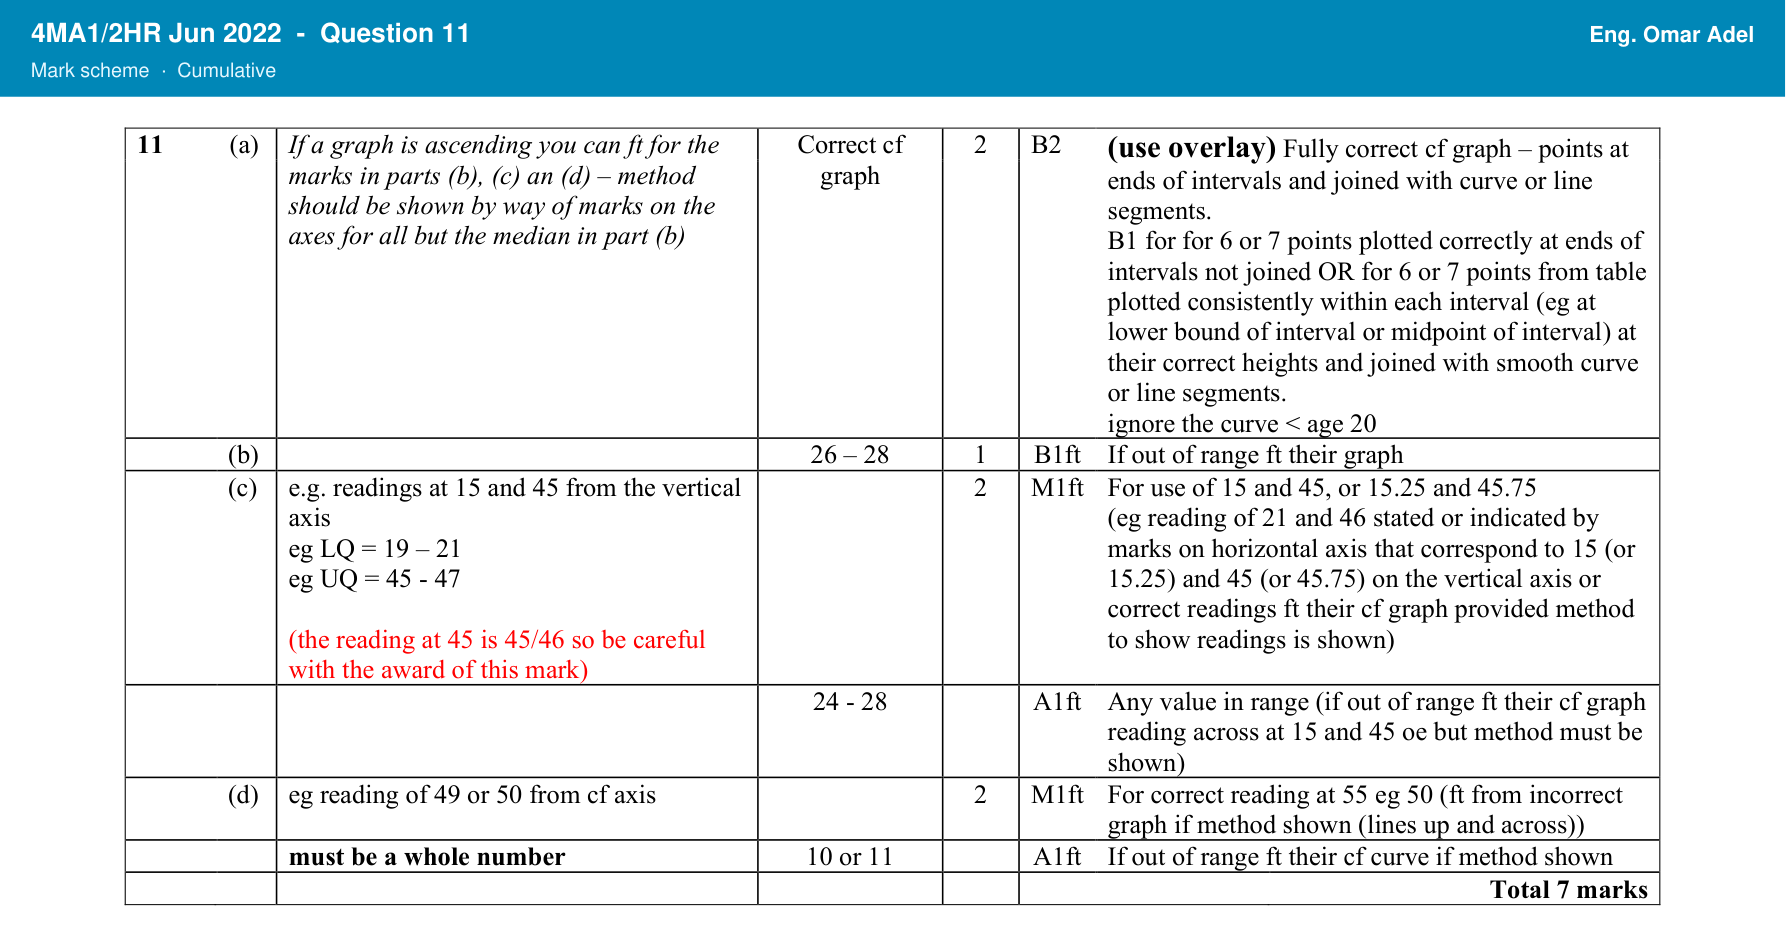 4MA1/2HR Jun 2022 - Question 11
Eng. Omar Adel
Mark scheme · Cumulative
11 (a) If a graph is ascending you can ft for the
marks in parts (b), (c) an (d) – method
should be shown by way of marks on the
axes for all but the median in part (b)
Correct cf
graph
2
B2 (use overlay) Fully correct cf graph – points at
ends of intervals and joined with curve or line
segments.
B1 for for 6 or 7 points plotted correctly at ends of
intervals not joined OR for 6 or 7 points from table
plotted consistently within each interval (eg at
lower bound of interval or midpoint of interval) at
their correct heights and joined with smooth curve
or line segments.
ignore the curve < age 20
(b) 26 – 28 1 B1ft If out of range ft their graph
(c) e.g. readings at 15 and 45 from the vertical
axis
eg LQ = 19 – 21
eg UQ = 45 - 47
(the reading at 45 is 45/46 so be careful
with the award of this mark)
2
M1ft For use of 15 and 45, or 15.25 and 45.75
(eg reading of 21 and 46 stated or indicated by
marks on horizontal axis that correspond to 15 (or
15.25) and 45 (or 45.75) on the vertical axis or
correct readings ft their cf graph provided method
to show readings is shown)
24 - 28
A1ft Any value in range (if out of range ft their cf graph
reading across at 15 and 45 oe but method must be
shown)
(d) eg reading of 49 or 50 from cf axis
2
M1ft For correct reading at 55 eg 50 (ft from incorrect
graph if method shown (lines up and across))
must be a whole number 10 or 11 A1ft If out of range ft their cf curve if method shown
Total 7 marks